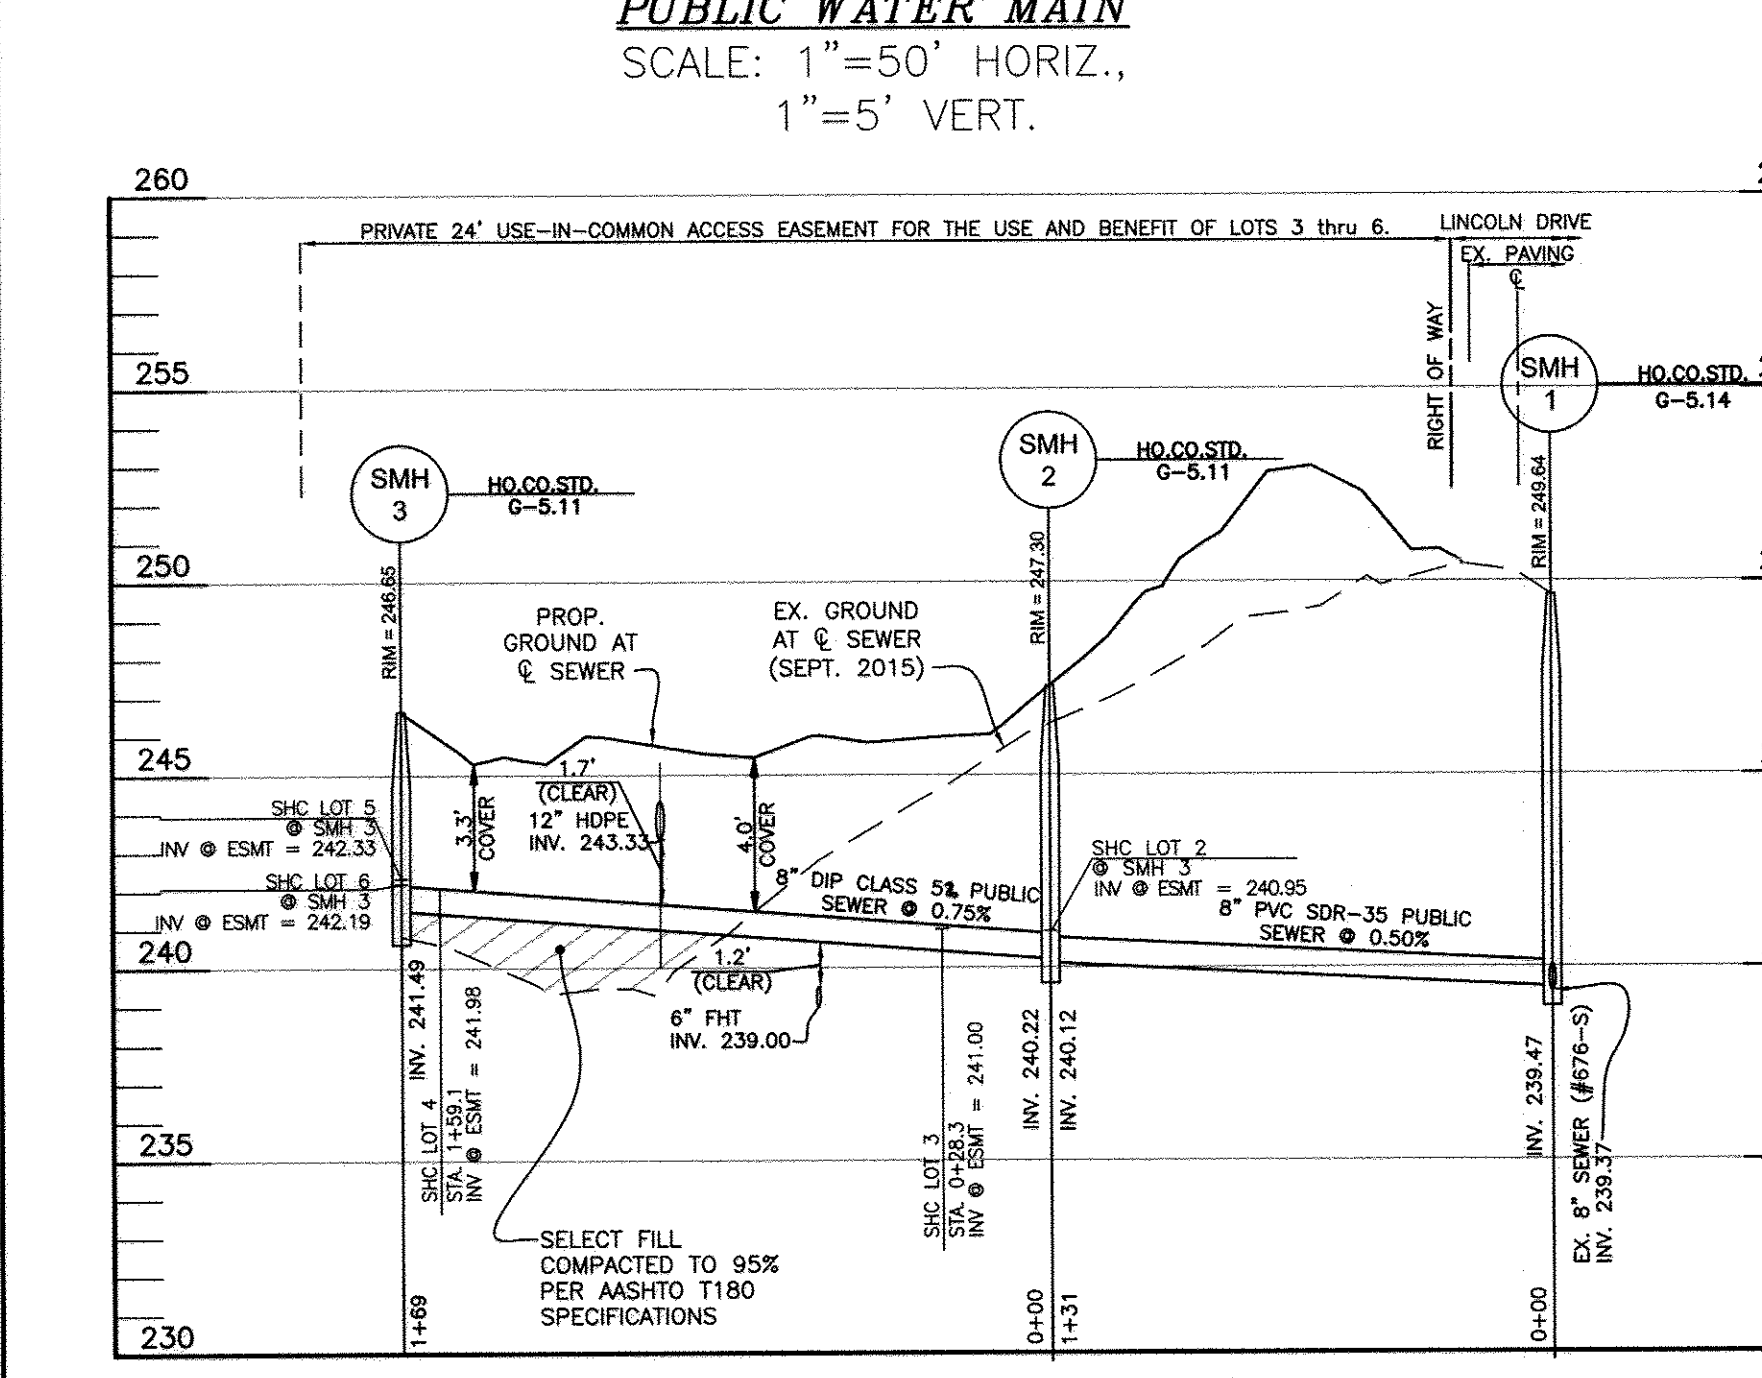 PUBLIC WATER MAIN
SCALE: 1"=50' HORIZ.,
1"=5' VERT.
260
PRIVATE 24' USE-IN-COMMON ACCESS EASEMENT FOR THE USE AND BENEFIT OF LOTS 3 thru 6.
LINCOLN DRIVE
EX. PAVING
℄
RIGHT OF WAY
255
SMH
1
HO.CO.STD.
G-5.14
SMH
2
HO.CO.STD.
G-5.11
SMH
3
HO.CO.STD.
G-5.11
RIM = 249.64
RIM = 247.30
RIM = 246.65
250
PROP.
GROUND AT
℄ SEWER
EX. GROUND
AT ℄ SEWER
(SEPT. 2015)
245
1.7'
(CLEAR)
12" HDPE
INV. 243.33
3.3'
COVER
4.0'
COVER
SHC LOT 5
@ SMH 3
INV @ ESMT = 242.33
SHC LOT 6
@ SMH 3
INV @ ESMT = 242.19
8" DIP CLASS PUBLIC
SEWER @ 0.75%
SHC LOT 2
@ SMH 3
INV @ ESMT = 240.95
8" PVC SDR-35 PUBLIC
SEWER @ 0.50%
240
1.2'
(CLEAR)
6" FHT
INV. 239.00
INV. 241.49
SHC LOT 4
STA. 1+59.1
INV @ ESMT = 241.98
SHC LOT 3
STA. 0+28.3
INV @ ESMT = 241.00
INV. 240.22
INV. 240.12
INV. 239.47
EX. 8" SEWER (#676-S)
INV. 239.37
235
SELECT FILL
COMPACTED TO 95%
PER AASHTO T180
SPECIFICATIONS
230
1+69
0+00
1+31
0+00